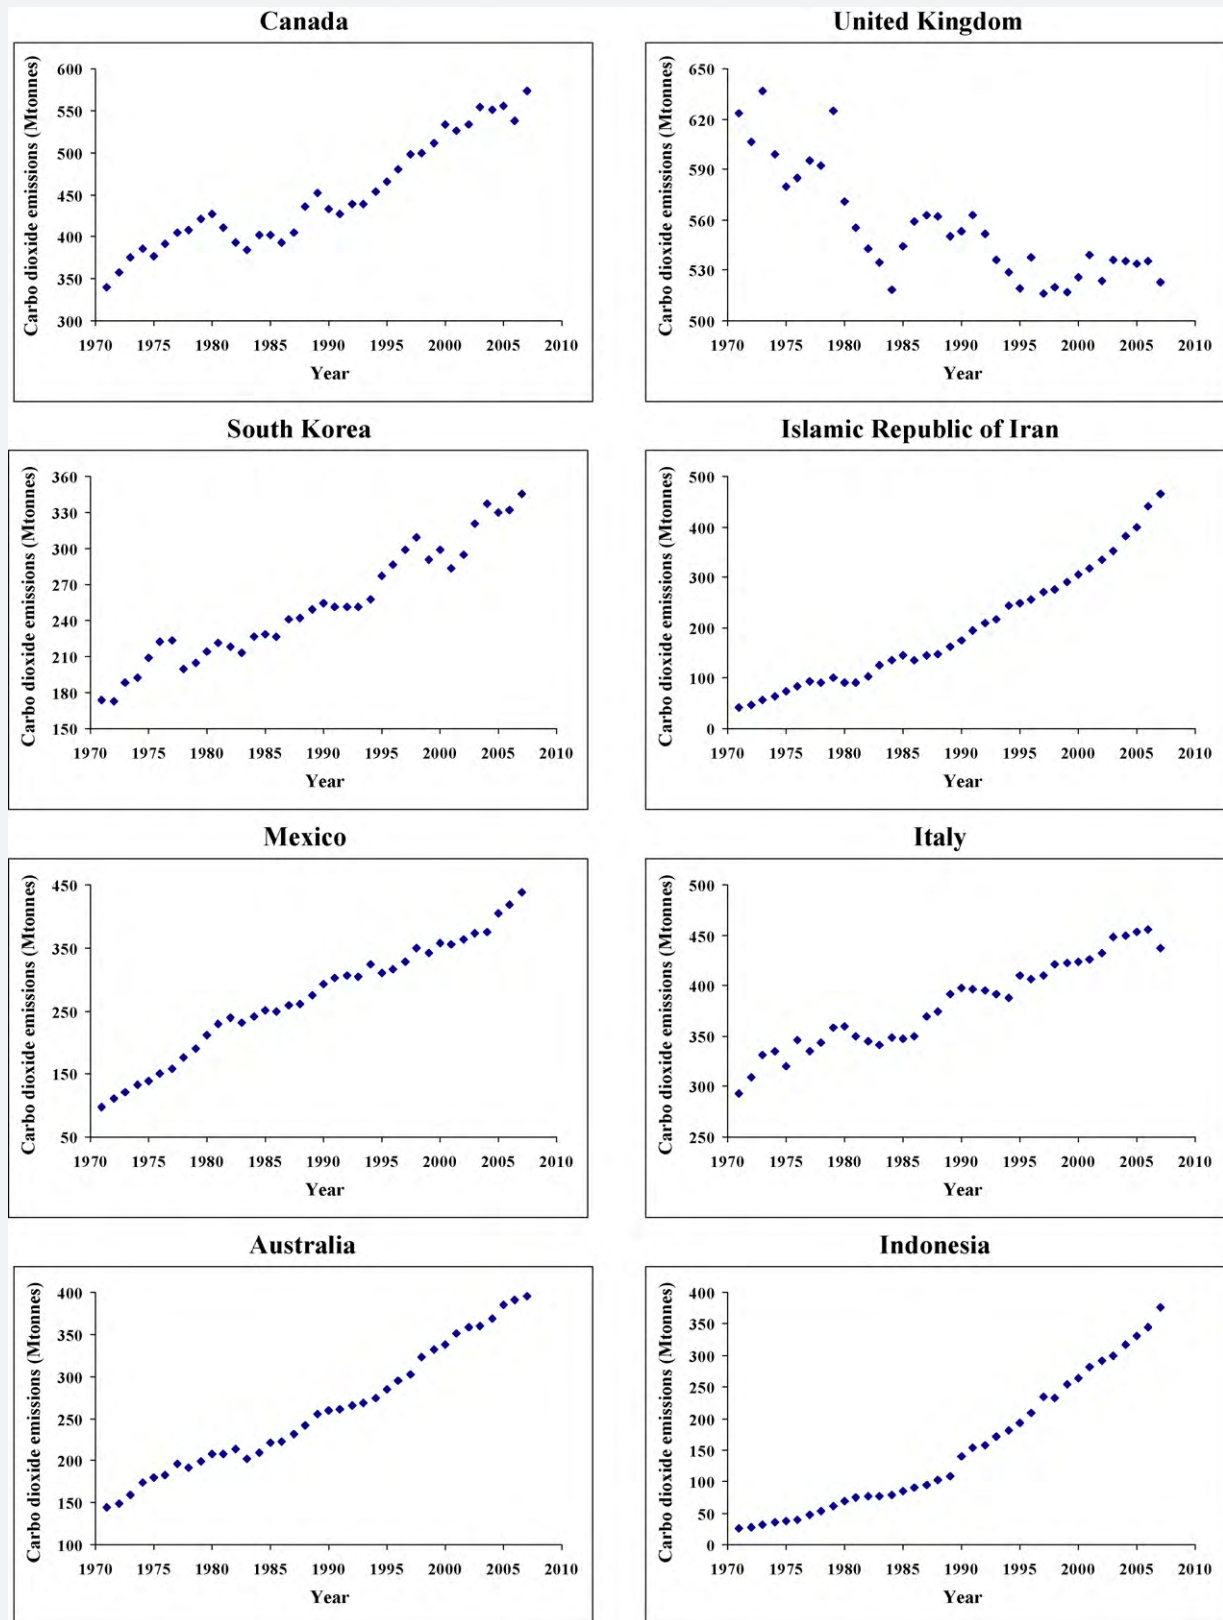 Canada
Carbo dioxide emissions (Mtonnes)
600
550
500
450
400
350
300
1970 1975 1980 1985 1990 1995 2000 2005 2010
Year
United Kingdom
Carbo dioxide emissions (Mtonnes)
650
620
590
560
530
500
1970 1975 1980 1985 1990 1995 2000 2005 2010
Year
South Korea
Carbo dioxide emissions (Mtonnes)
360
330
300
270
240
210
180
150
1970 1975 1980 1985 1990 1995 2000 2005 2010
Year
Islamic Republic of Iran
Carbo dioxide emissions (Mtonnes)
500
400
300
200
100
0
1970 1975 1980 1985 1990 1995 2000 2005 2010
Year
Mexico
Carbo dioxide emissions (Mtonnes)
450
350
250
150
50
1970 1975 1980 1985 1990 1995 2000 2005 2010
Year
Italy
Carbo dioxide emissions (Mtonnes)
500
450
400
350
300
250
1970 1975 1980 1985 1990 1995 2000 2005 2010
Year
Australia
Carbo dioxide emissions (Mtonnes)
400
350
300
250
200
150
100
1970 1975 1980 1985 1990 1995 2000 2005 2010
Year
Indonesia
Carbo dioxide emissions (Mtonnes)
400
350
300
250
200
150
100
50
0
1970 1975 1980 1985 1990 1995 2000 2005 2010
Year